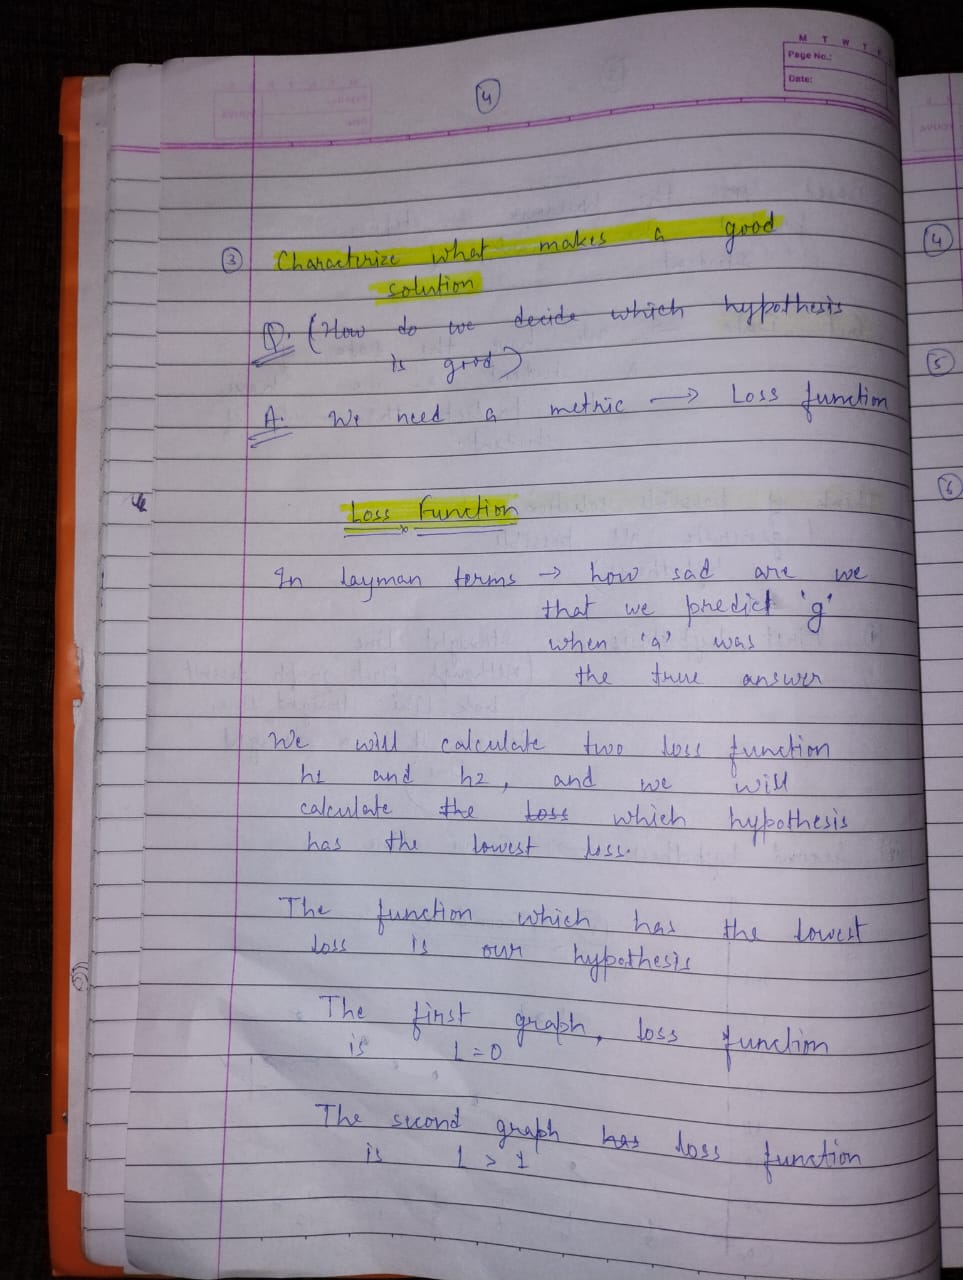 M T W T F
Page No.:
Date:
4
3 Characterize what makes a good
solution
Q. (How do we decide which hypothesis
is good)
A. We need a metric → Loss function
Loss Function
In layman terms → how sad are we
that we predict 'g'
when 'a' was
the true answer
We will calculate two loss function
h1 and h2, and we will
calculate the loss which hypothesis
has the lowest loss.
The function which has the lowest
loss is our hypothesis
The first graph, loss function
is L=0
The second graph has loss function
is L > 1
4
5
6